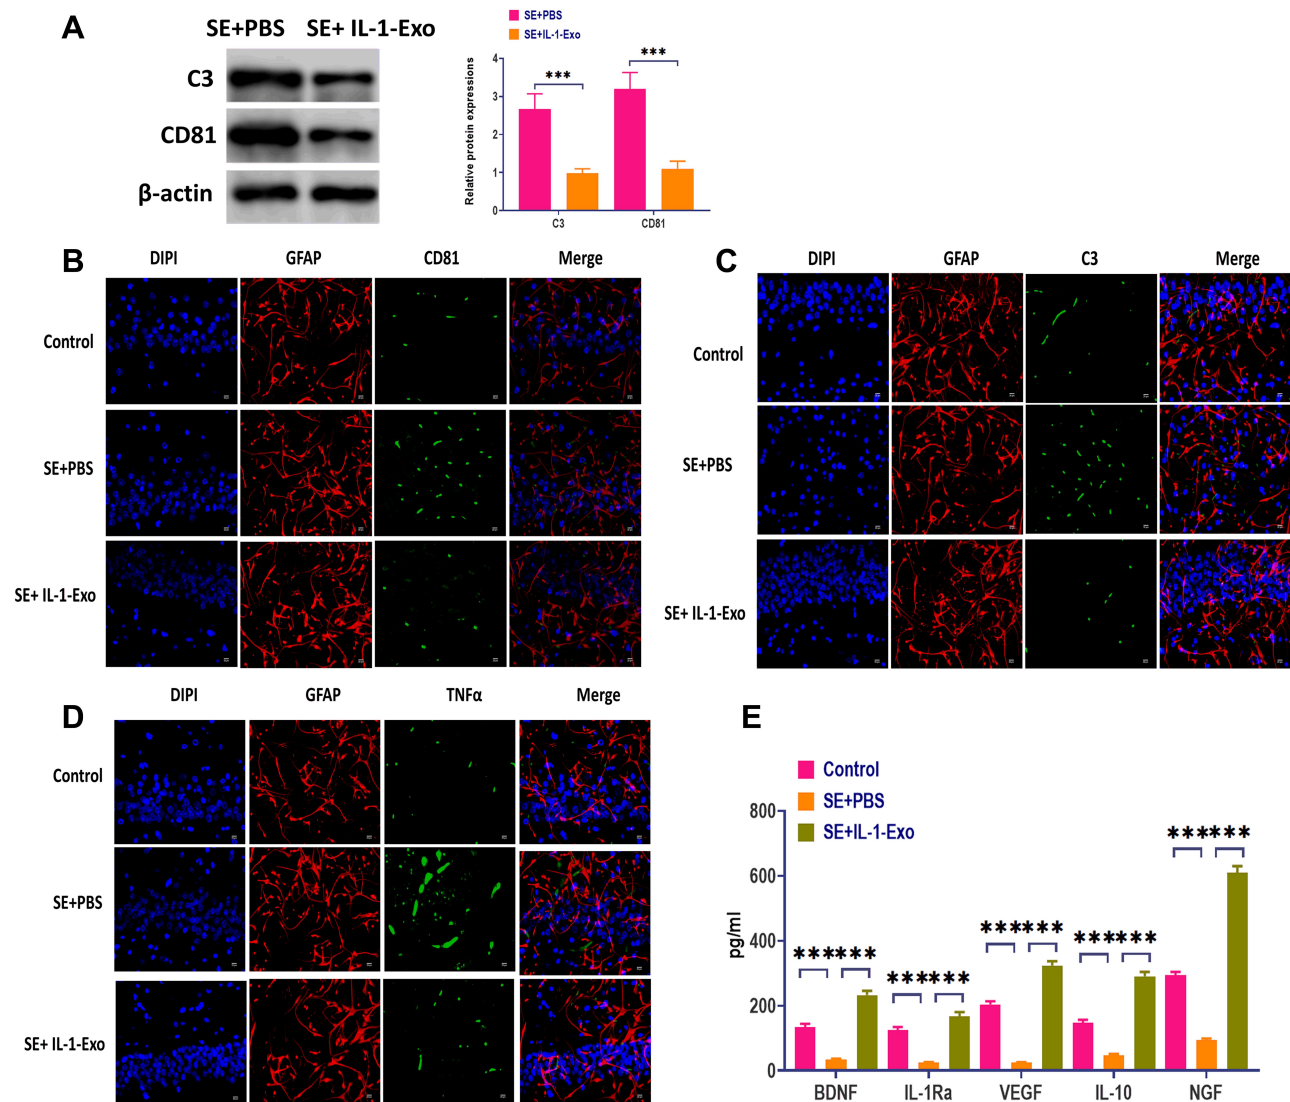 A
SE+PBS SE+ IL-1-Exo
C3
CD81
β-actin
SE+PBS
SE+IL-1-Exo
Relative protein expressions
4
3
2
1
0
***
***
C3 CD81
B
DIPI GFAP CD81 Merge
Control
SE+PBS
SE+ IL-1-Exo
C
DIPI GFAP C3 Merge
Control
SE+PBS
SE+ IL-1-Exo
D
DIPI GFAP TNFα Merge
Control
SE+PBS
SE+ IL-1-Exo
E
Control
SE+PBS
SE+IL-1-Exo
pg/ml
800
600
400
200
0
*** ***
*** ***
*** ***
*** ***
*** ***
BDNF IL-1Ra VEGF IL-10 NGF